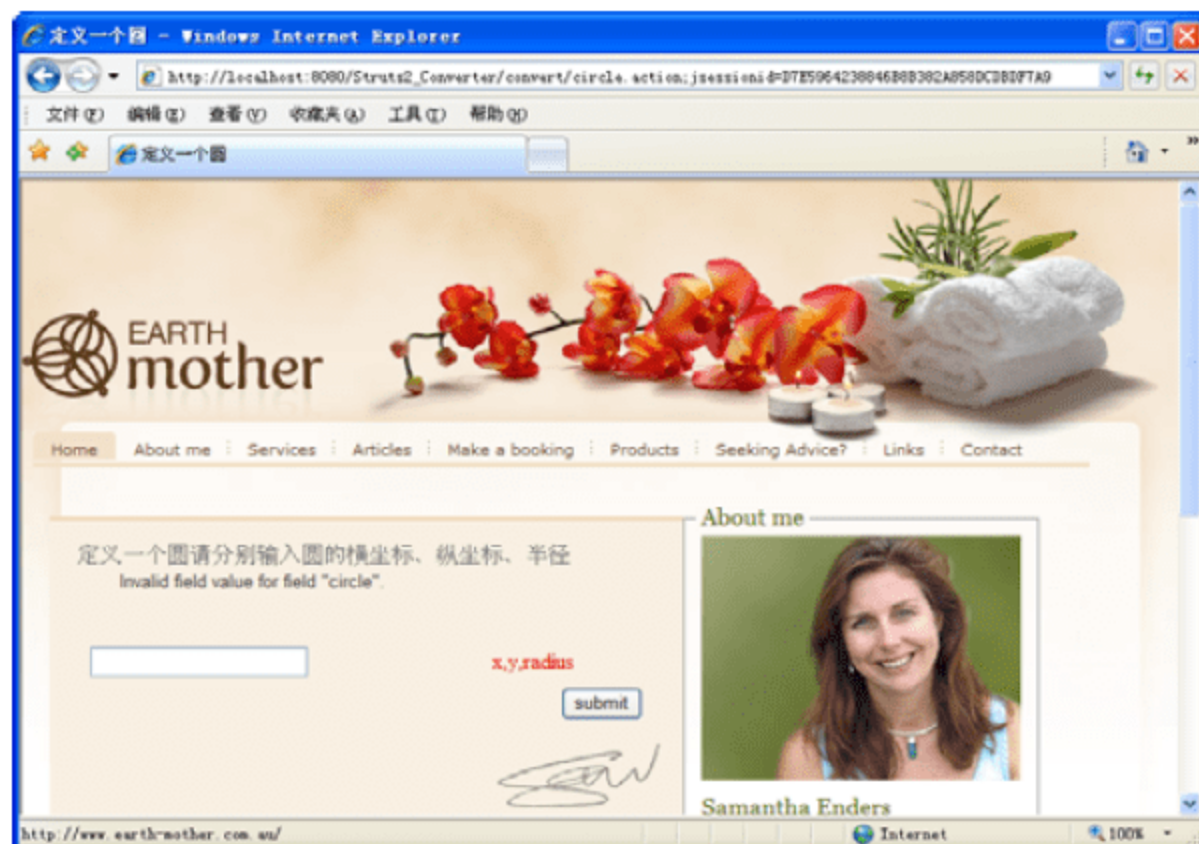 定义一个圆 - Windows Internet Explorer
http://localhost:8080/Struts2_Converter/convert/circle.action;jsessionid=D7E5964238846B8B382A858DCDBDF7A9
文件(F) 编辑(E) 查看(V) 收藏夹(A) 工具(T) 帮助(H)
定义一个圆
EARTH
mother
Home About me Services Articles Make a booking Products Seeking Advice? Links Contact
About me
定义一个圆请分别输入圆的横坐标、纵坐标、半径
Invalid field value for field "circle".
x,y,radius
submit
Samantha Enders
http://www.earth-mother.com.au/ Internet 100%